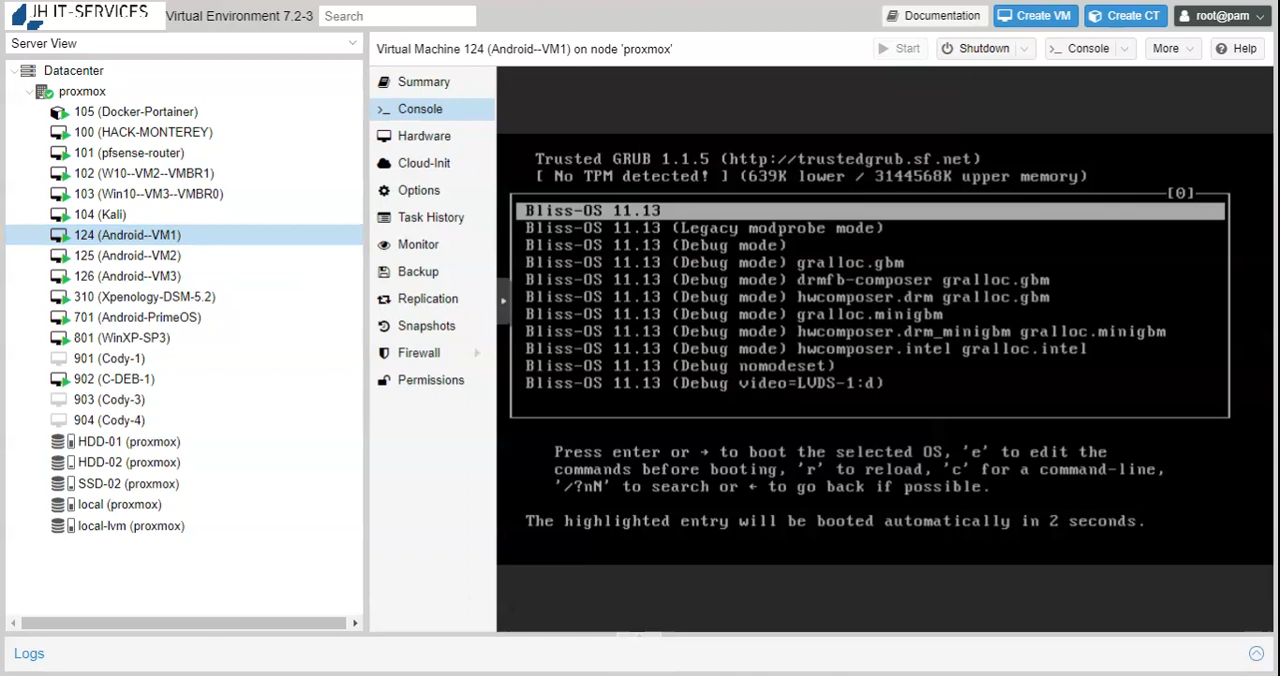 JH IT-SERVICES
Virtual Environment 7.2-3
Search
Documentation
Create VM
Create CT
root@pam
Server View
Datacenter
proxmox
105 (Docker-Portainer)
100 (HACK-MONTEREY)
101 (pfsense-router)
102 (W10--VM2--VMBR1)
103 (Win10--VM3--VMBR0)
104 (Kali)
124 (Android--VM1)
125 (Android--VM2)
126 (Android--VM3)
310 (Xpenology-DSM-5.2)
701 (Android-PrimeOS)
801 (WinXP-SP3)
901 (Cody-1)
902 (C-DEB-1)
903 (Cody-3)
904 (Cody-4)
HDD-01 (proxmox)
HDD-02 (proxmox)
SSD-02 (proxmox)
local (proxmox)
local-lvm (proxmox)
Virtual Machine 124 (Android--VM1) on node 'proxmox'
Start
Shutdown
Console
More
Help
Summary
Console
Hardware
Cloud-Init
Options
Task History
Monitor
Backup
Replication
Snapshots
Firewall
Permissions
Trusted GRUB 1.1.5 (http://trustedgrub.sf.net)
[ No TPM detected! ] (639K lower / 3144568K upper memory)
[0]
Bliss-OS 11.13
Bliss-OS 11.13 (Legacy modprobe mode)
Bliss-OS 11.13 (Debug mode)
Bliss-OS 11.13 (Debug mode) gralloc.gbm
Bliss-OS 11.13 (Debug mode) drmfb-composer gralloc.gbm
Bliss-OS 11.13 (Debug mode) hwcomposer.drm gralloc.gbm
Bliss-OS 11.13 (Debug mode) gralloc.minigbm
Bliss-OS 11.13 (Debug mode) hwcomposer.drm_minigbm gralloc.minigbm
Bliss-OS 11.13 (Debug mode) hwcomposer.intel gralloc.intel
Bliss-OS 11.13 (Debug nomodeset)
Bliss-OS 11.13 (Debug video=LVDS-1:d)
Press enter or → to boot the selected OS, 'e' to edit the
commands before booting, 'r' to reload, 'c' for a command-line,
'/?nN' to search or ← to go back if possible.
The highlighted entry will be booted automatically in 2 seconds.
Logs